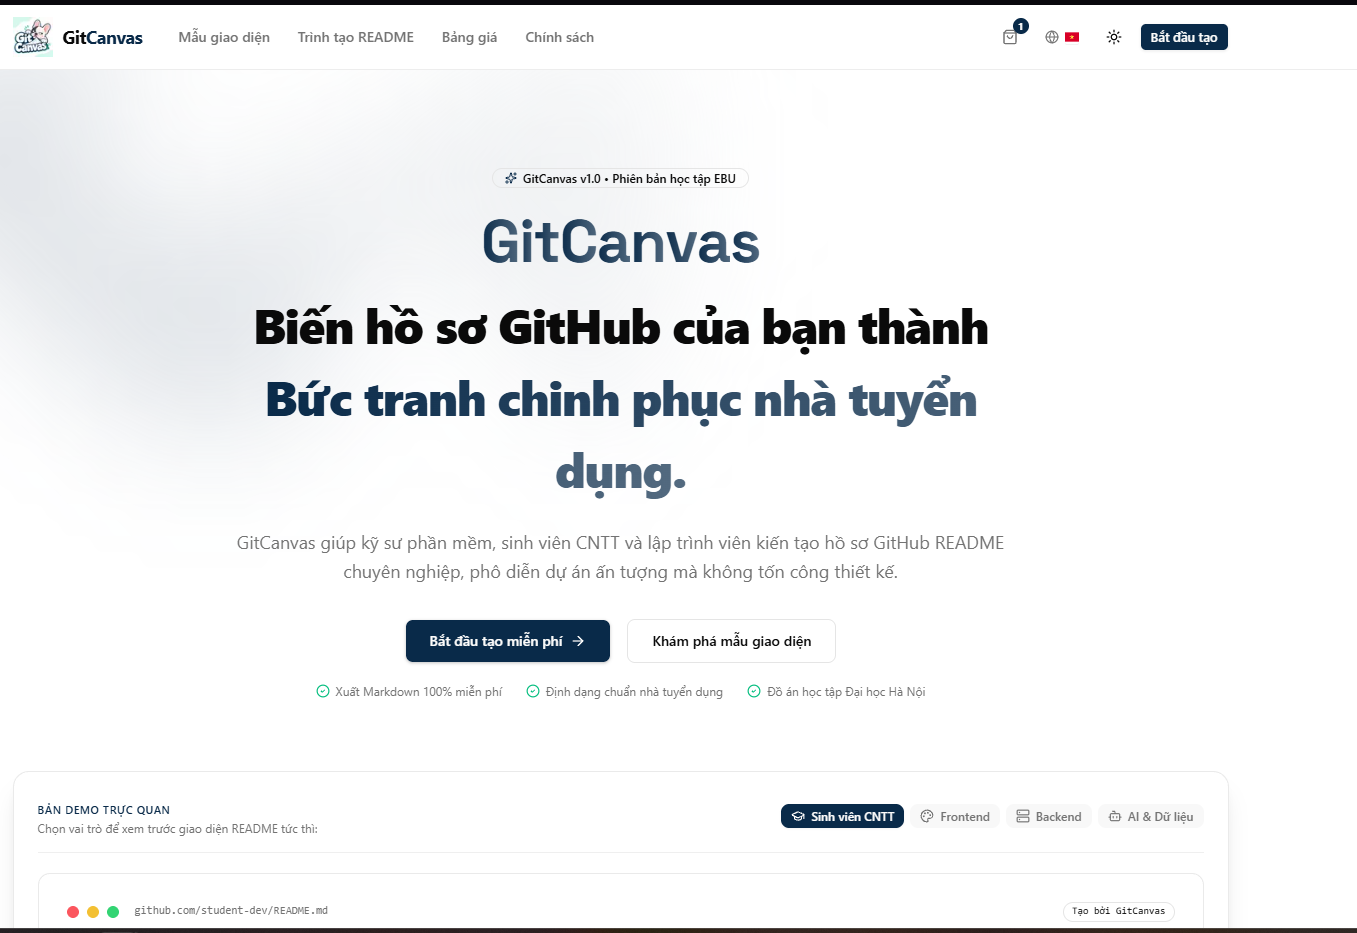 Git Canvas
GitCanvas
Mẫu giao diện
Trình tạo README
Bảng giá
Chính sách
1
Bắt đầu tạo
GitCanvas v1.0 • Phiên bản học tập EBU
GitCanvas
Biến hồ sơ GitHub của bạn thành
Bức tranh chinh phục nhà tuyển
dụng.
GitCanvas giúp kỹ sư phần mềm, sinh viên CNTT và lập trình viên kiến tạo hồ sơ GitHub README
chuyên nghiệp, phô diễn dự án ấn tượng mà không tốn công thiết kế.
Bắt đầu tạo miễn phí
Khám phá mẫu giao diện
Xuất Markdown 100% miễn phí
Định dạng chuẩn nhà tuyển dụng
Đồ án học tập Đại học Hà Nội
BẢN DEMO TRỰC QUAN
Chọn vai trò để xem trước giao diện README tức thì:
Sinh viên CNTT
Frontend
Backend
AI & Dữ liệu
github.com/student-dev/README.md
Tạo bởi GitCanvas